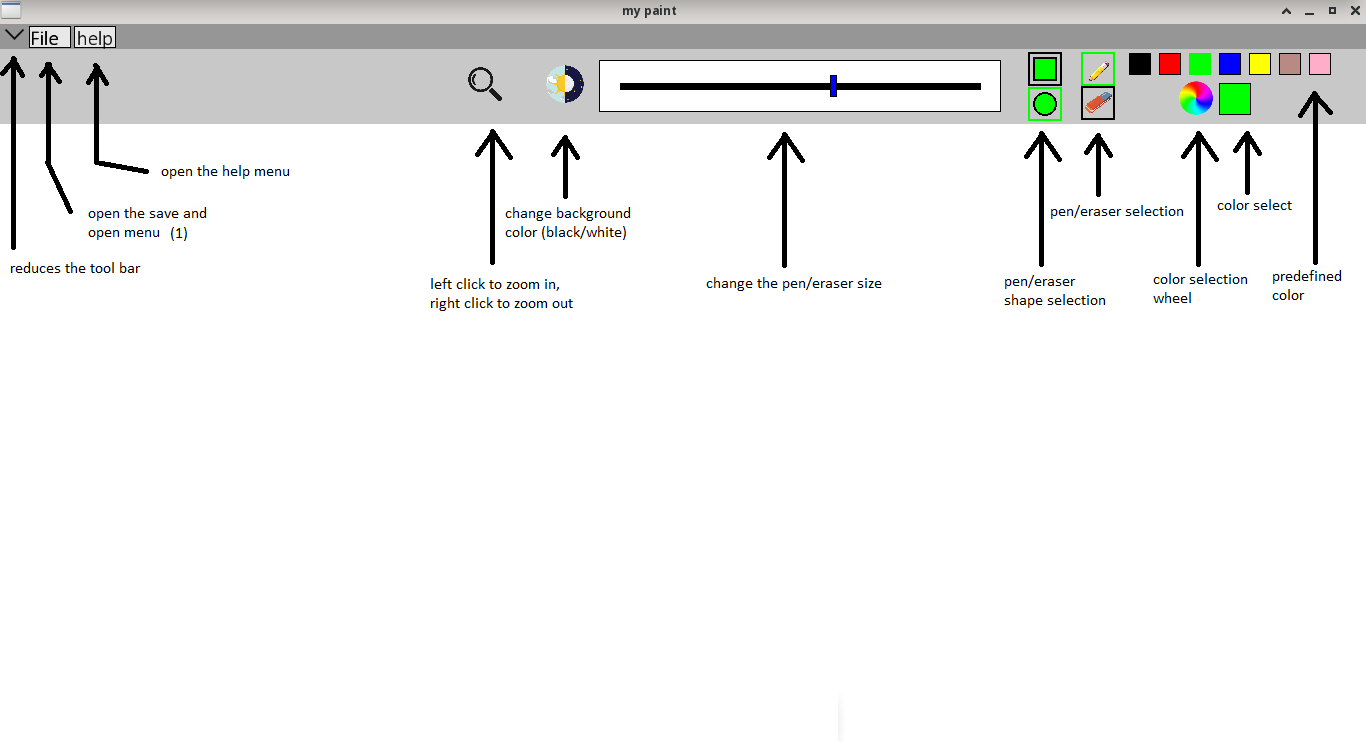 my paint
File help
open the help menu
open the save and
open menu (1)
reduces the tool bar
change background
color (black/white)
left click to zoom in,
right click to zoom out
change the pen/eraser size
pen/eraser selection
color select
pen/eraser
shape selection
color selection
wheel
predefined
color